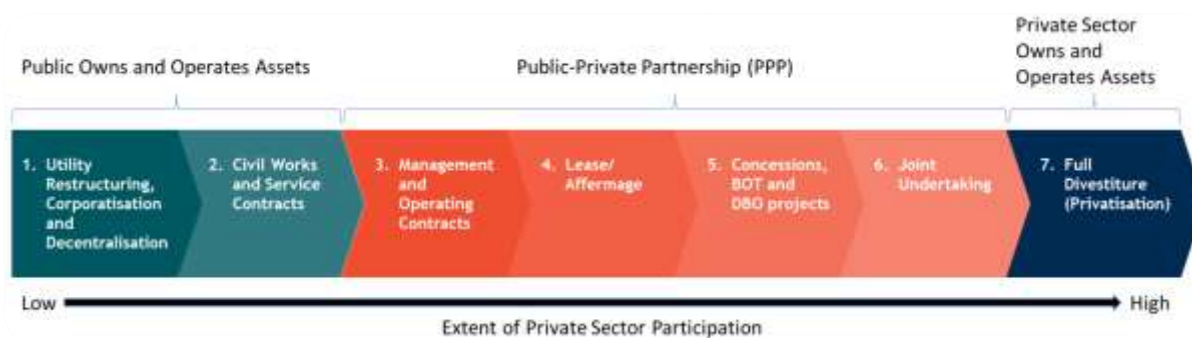 Private Sector
Owns and
Operates Assets
Public Owns and Operates Assets
Public-Private Partnership (PPP)
1. Utility
Restructuring,
Corporatisation
and
Decentralisation
2. Civil Works
and Service
Contracts
3. Management
and
Operating
Contracts
4. Lease/
Affermage
5. Concessions,
BOT and
DBO projects
6. Joint
Undertaking
7. Full
Divestiture
(Privatisation)
Low
High
Extent of Private Sector Participation